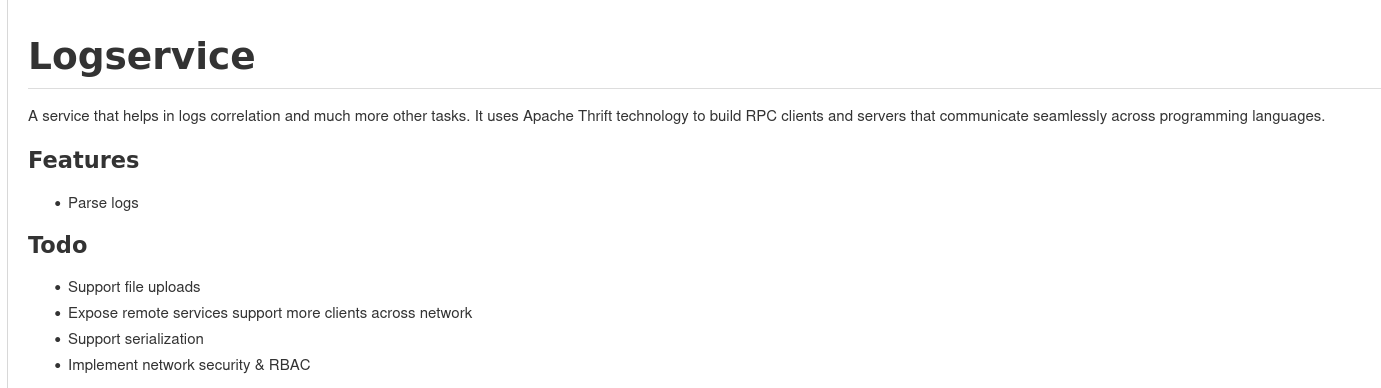 Logservice
A service that helps in logs correlation and much more other tasks. It uses Apache Thrift technology to build RPC clients and servers that communicate seamlessly across programming languages.
Features
• Parse logs
Todo
• Support file uploads
• Expose remote services support more clients across network
• Support serialization
• Implement network security & RBAC